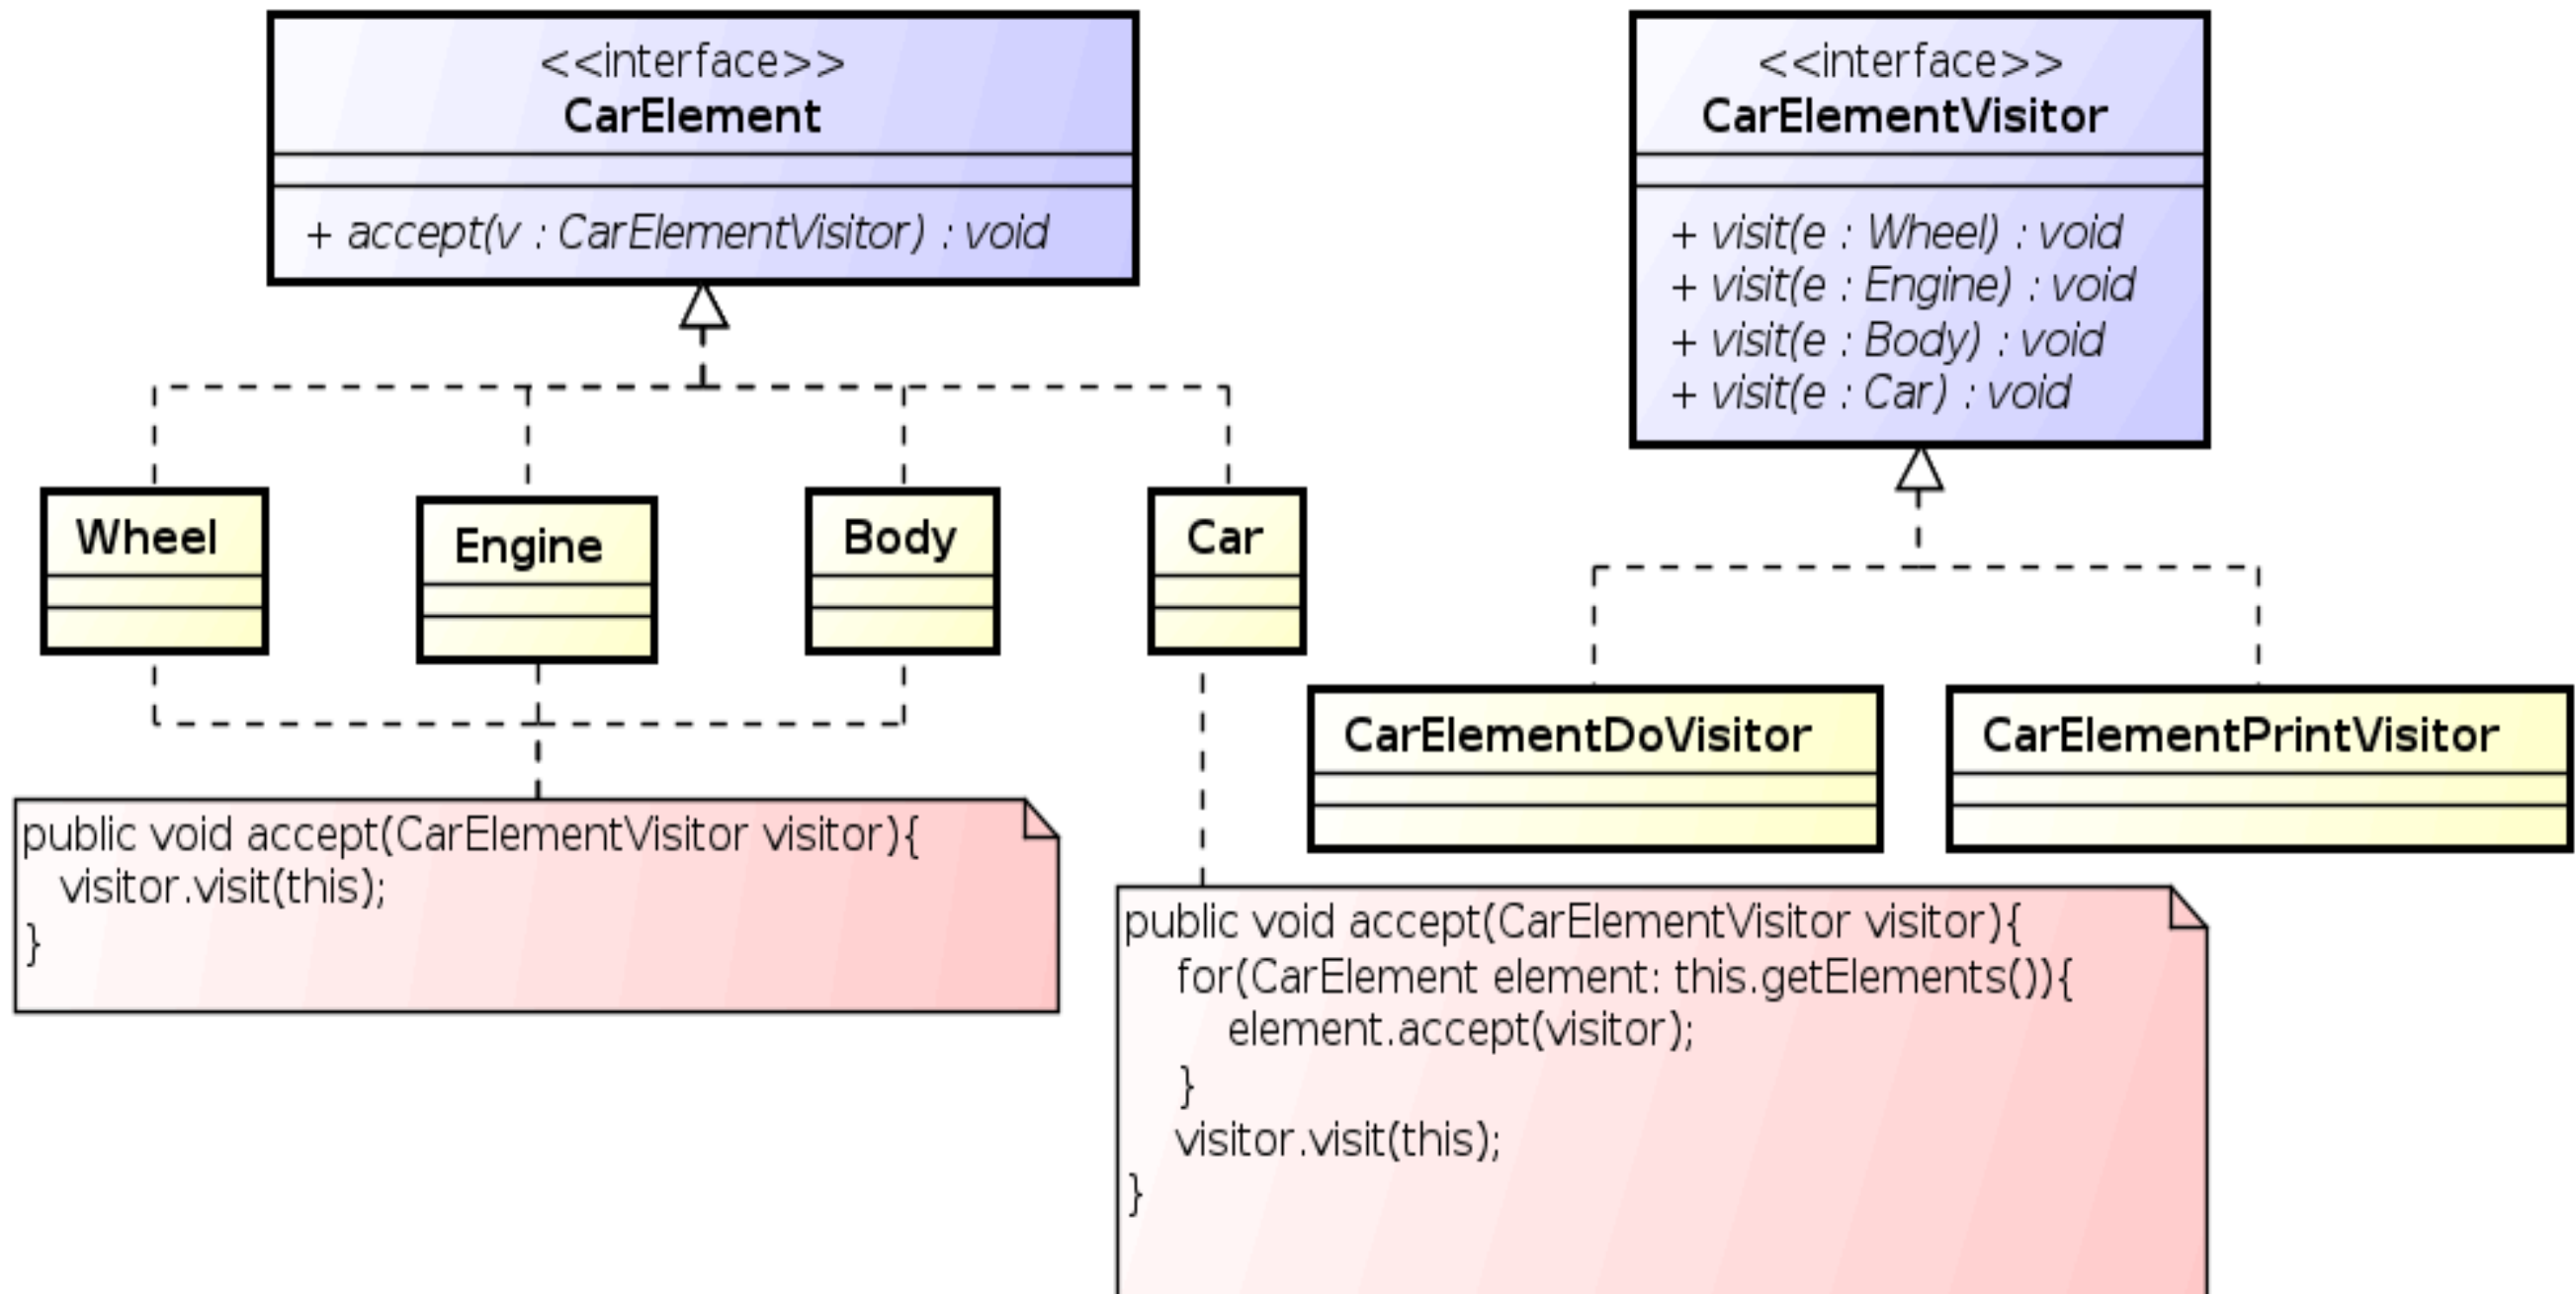 <<interface>>
CarElement
+ accept(v : CarElementVisitor) : void
<<interface>>
CarElementVisitor
+ visit(e : Wheel) : void
+ visit(e : Engine) : void
+ visit(e : Body) : void
+ visit(e : Car) : void
Wheel
Engine
Body
Car
CarElementDoVisitor
CarElementPrintVisitor
public void accept(CarElementVisitor visitor){
visitor.visit(this);
}
public void accept(CarElementVisitor visitor){
for(CarElement element: this.getElements()){
element.accept(visitor);
}
visitor.visit(this);
}